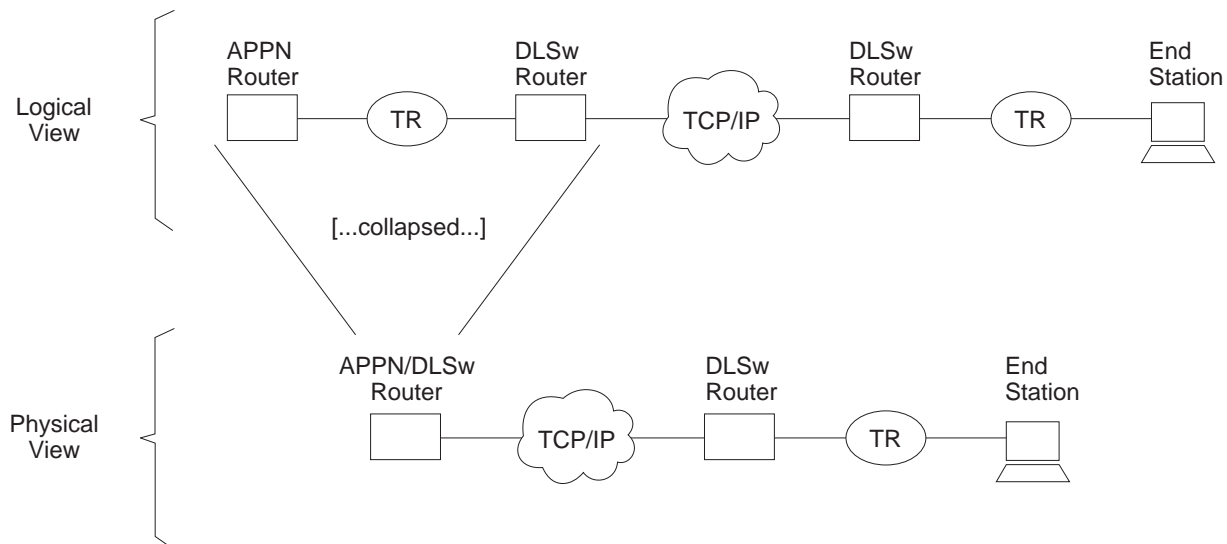 APPN
Router
DLSw
Router
DLSw
Router
End
Station
Logical
View
TR
TCP/IP
TR
[...collapsed...]
APPN/DLSw
Router
DLSw
Router
End
Station
Physical
View
TCP/IP
TR